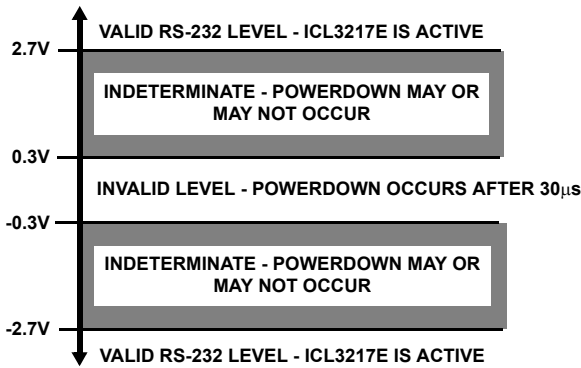 VALID RS-232 LEVEL - ICL3217E IS ACTIVE
2.7V
INDETERMINATE - POWERDOWN MAY OR
MAY NOT OCCUR
0.3V
INVALID LEVEL - POWERDOWN OCCURS AFTER 30μs
-0.3V
INDETERMINATE - POWERDOWN MAY OR
MAY NOT OCCUR
-2.7V
VALID RS-232 LEVEL - ICL3217E IS ACTIVE